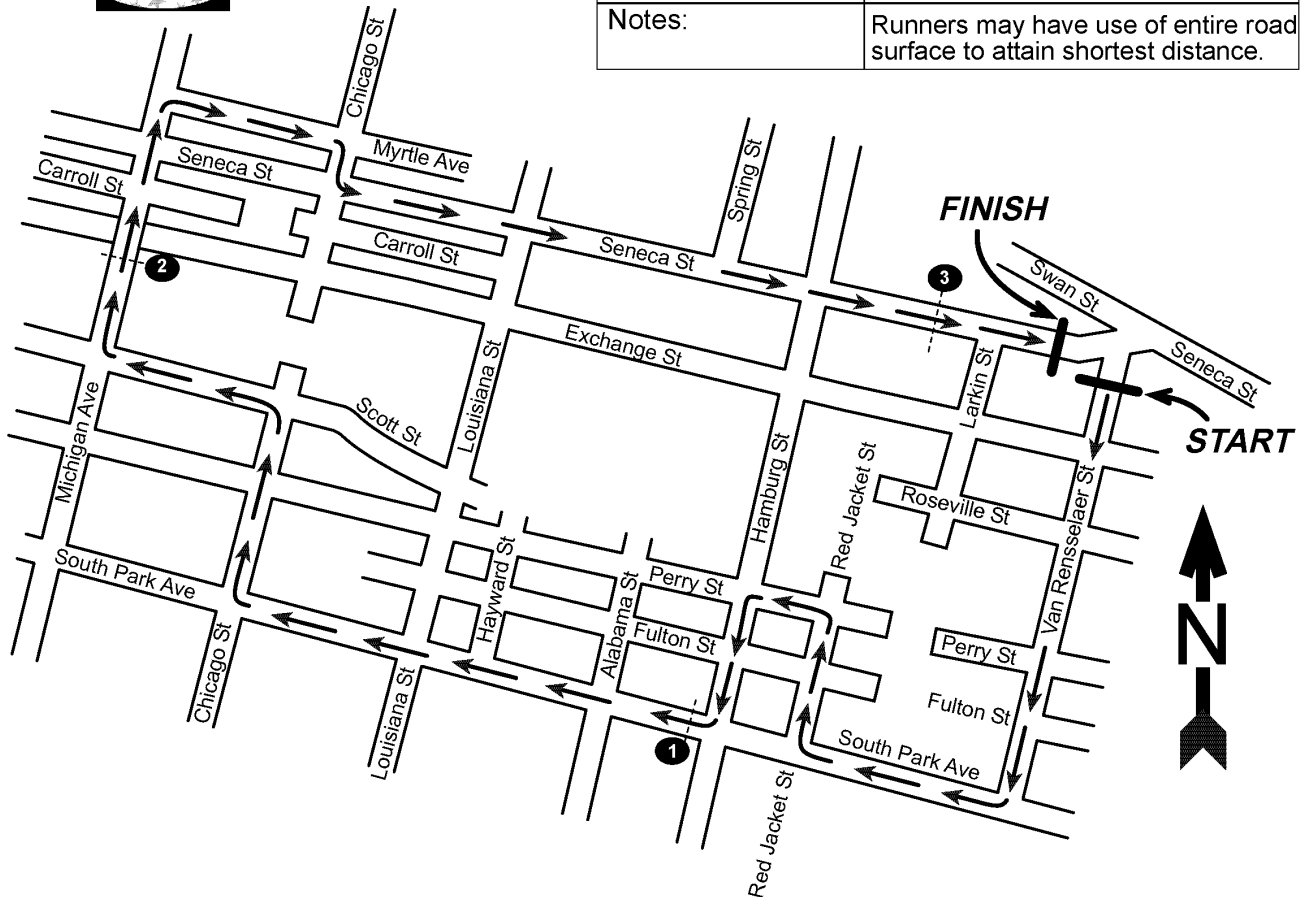 Notes:
Runners may have use of entire road
surface to attain shortest distance.
Chicago St
Myrtle Ave
Seneca St
Carroll St
Spring St
FINISH
Carroll St
Seneca St
2
3
Swan St
Exchange St
Seneca St
Louisiana St
Larkin St
START
Michigan Ave
Scott St
Hamburg St
Red Jacket St
Roseville St
Van Rensselaer St
South Park Ave
Hayward St
Alabama St
Perry St
Fulton St
Perry St
N
Chicago St
Louisiana St
1
Fulton St
South Park Ave
Red Jacket St